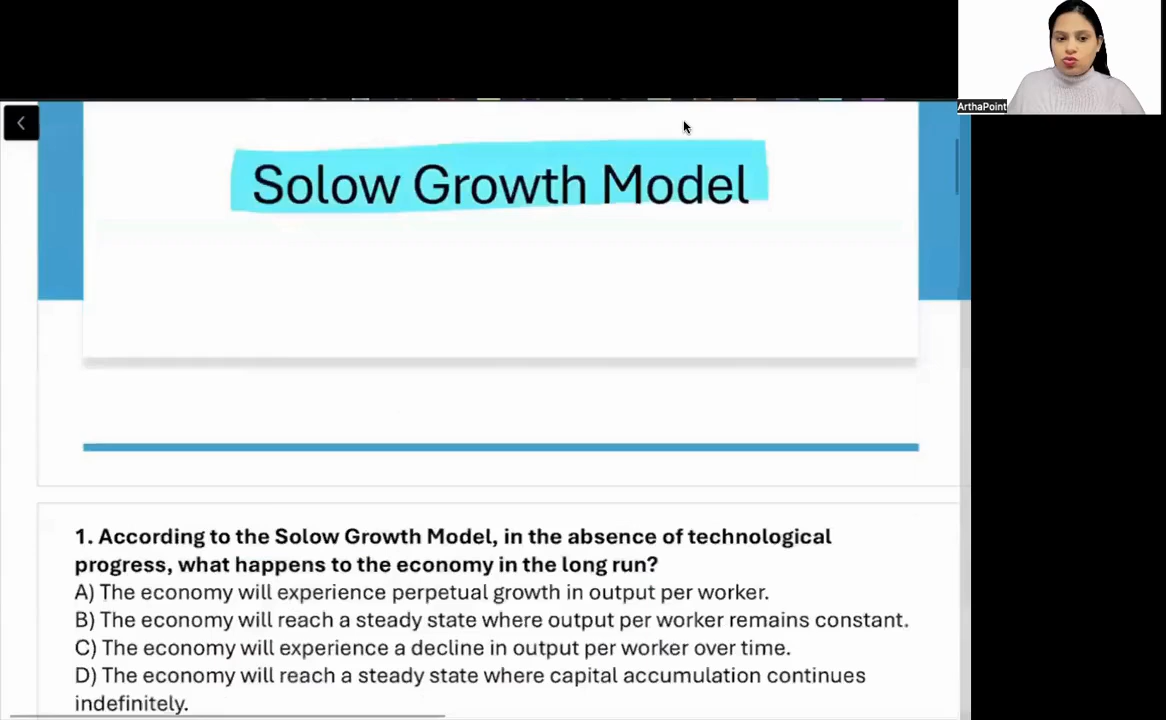 ArthaPoint
Solow Growth Model
1. According to the Solow Growth Model, in the absence of technological
progress, what happens to the economy in the long run?
A) The economy will experience perpetual growth in output per worker.
B) The economy will reach a steady state where output per worker remains constant.
C) The economy will experience a decline in output per worker over time.
D) The economy will reach a steady state where capital accumulation continues
indefinitely.